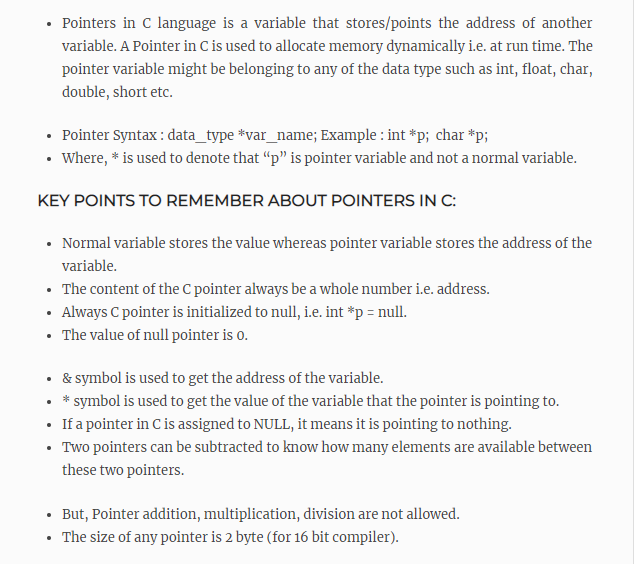 Pointers in C language is a variable that stores/points the address of another
variable. A Pointer in C is used to allocate memory dynamically i.e. at run time. The
pointer variable might be belonging to any of the data type such as int, float, char,
double, short etc.
Pointer Syntax : data_type *var_name; Example : int *p;  char *p;
Where, * is used to denote that “p” is pointer variable and not a normal variable.
KEY POINTS TO REMEMBER ABOUT POINTERS IN C:
Normal variable stores the value whereas pointer variable stores the address of the
variable.
The content of the C pointer always be a whole number i.e. address.
Always C pointer is initialized to null, i.e. int *p = null.
The value of null pointer is 0.
& symbol is used to get the address of the variable.
* symbol is used to get the value of the variable that the pointer is pointing to.
If a pointer in C is assigned to NULL, it means it is pointing to nothing.
Two pointers can be subtracted to know how many elements are available between
these two pointers.
But, Pointer addition, multiplication, division are not allowed.
The size of any pointer is 2 byte (for 16 bit compiler).